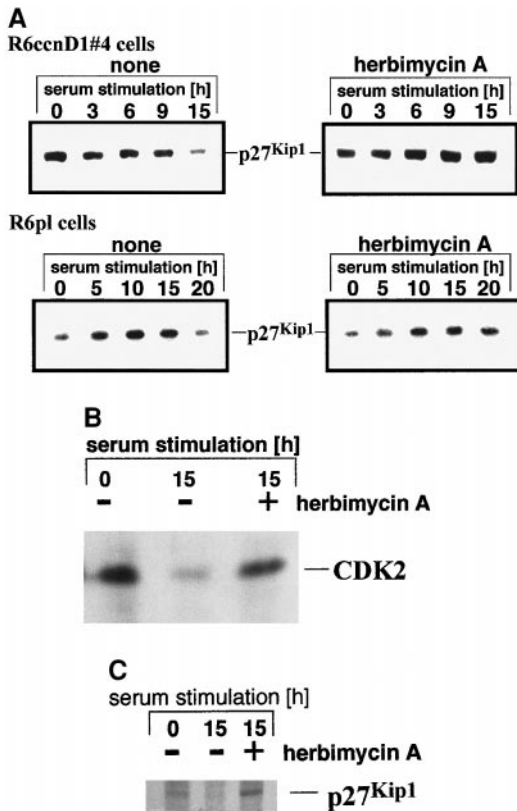 A
R6ccnD1#4 cells
none
serum stimulation [h]
0 3 6 9 15
p27Kip1
herbimycin A
serum stimulation [h]
0 3 6 9 15
R6pl cells
none
serum stimulation [h]
0 5 10 15 20
p27Kip1
herbimycin A
serum stimulation [h]
0 5 10 15 20
B
serum stimulation [h]
0 15 15
- - + herbimycin A
CDK2
C
serum stimulation [h]
0 15 15
- - + herbimycin A
p27Kip1